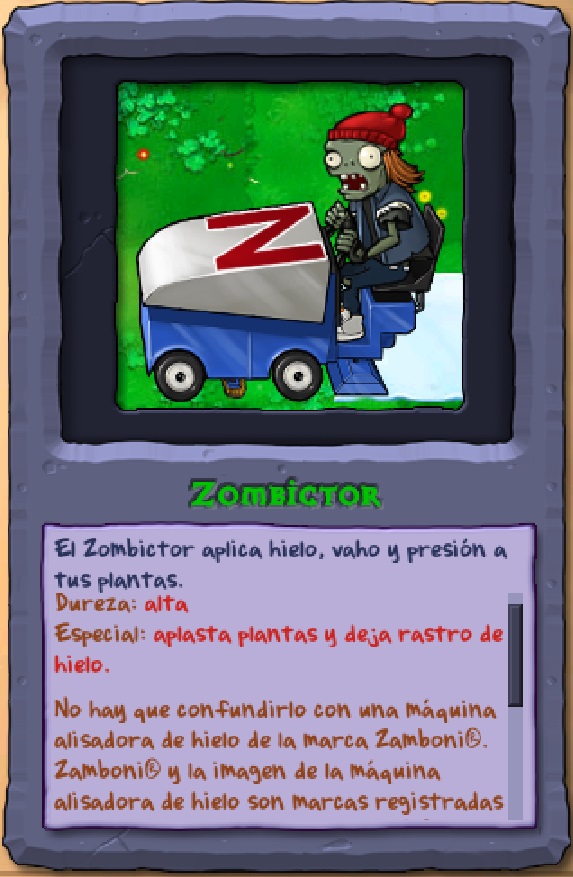 Z
Zombictor
El Zombictor aplica hielo, vaho y presión a
tus plantas.
Dureza: alta
Especial: aplasta plantas y deja rastro de
hielo.
No hay que confundirlo con una máquina
alisadora de hielo de la marca Zamboni®.
Zamboni® y la imagen de la máquina
alisadora de hielo son marcas registradas